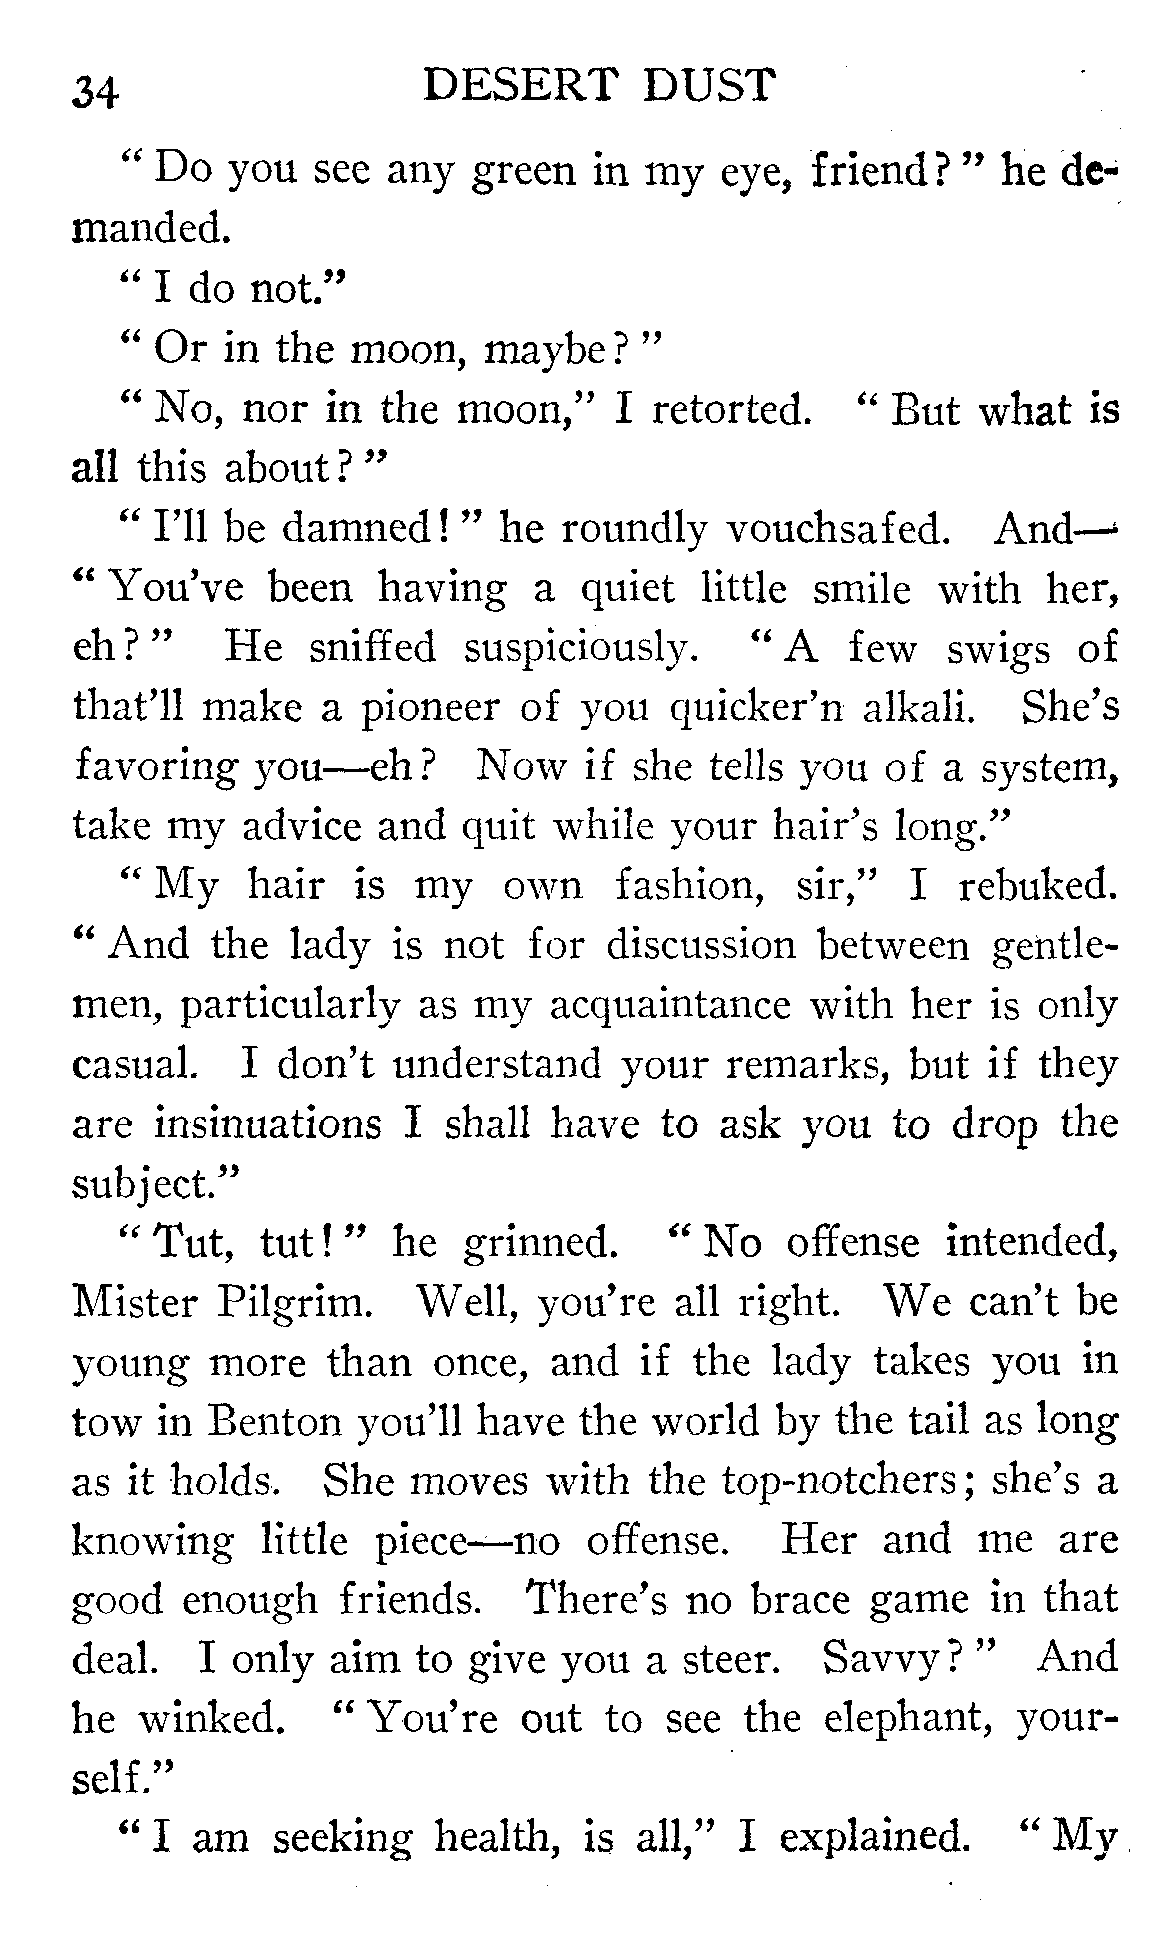 34 DESERT DUST
“ Do you see any green in my eye, friend? ” he de-
manded.
“ I do not.”
“ Or in the moon, maybe? ”
“ No, nor in the moon,” I retorted. “ But what is
all this about? ”
“ I’ll be damned! ” he roundly vouchsafed. And—
“ You’ve been having a quiet little smile with her,
eh? ” He sniffed suspiciously. “ A few swigs of
that’ll make a pioneer of you quicker’n alkali. She’s
favoring you—eh? Now if she tells you of a system,
take my advice and quit while your hair’s long.”
“ My hair is my own fashion, sir,” I rebuked.
“ And the lady is not for discussion between gentle-
men, particularly as my acquaintance with her is only
casual. I don’t understand your remarks, but if they
are insinuations I shall have to ask you to drop the
subject.”
“ Tut, tut! ” he grinned. “ No offense intended,
Mister Pilgrim. Well, you’re all right. We can’t be
young more than once, and if the lady takes you in
tow in Benton you’ll have the world by the tail as long
as it holds. She moves with the top-notchers; she’s a
knowing little piece—no offense. Her and me are
good enough friends. There’s no brace game in that
deal. I only aim to give you a steer. Savvy? ” And
he winked. “ You’re out to see the elephant, your-
self.”
“ I am seeking health, is all,” I explained. “ My